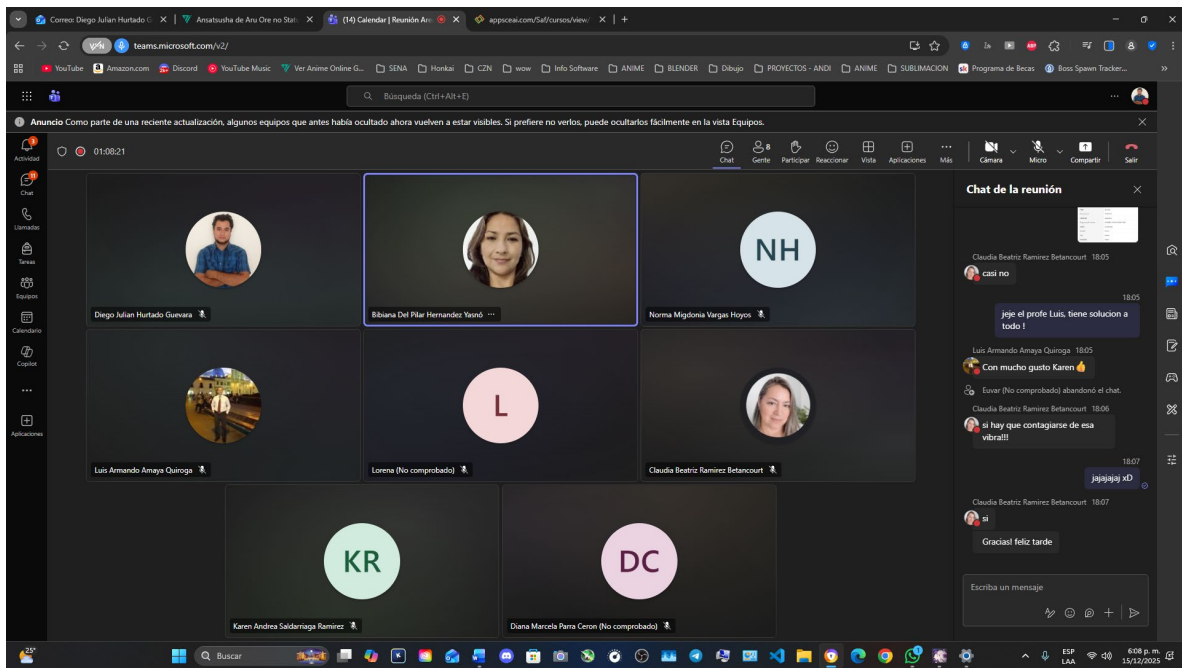 Correo: Diego Julian Hurtado G
Ansatsusha de Aru Ore no Stat
(14) Calendar | Reunión Are
appsceai.com/Saf/cursos/view/
teams.microsoft.com/v2/
YouTube
Amazon.com
Discord
YouTube Music
Ver Anime Online G...
SENA
Honkai
CZN
wow
Info Software
ANIME
BLENDER
Dibujo
PROYECTOS - ANDI
ANIME
SUBLIMACION
Programa de Becas
Boss Spawn Tracker...
Búsqueda (Ctrl+Alt+E)
Anuncio Como parte de una reciente actualización, algunos equipos que antes había ocultado ahora vuelven a estar visibles. Si prefiere no verlos, puede ocultarlos fácilmente en la vista Equipos.
Actividad
Chat
Llamadas
Tareas
Equipos
Calendario
Copilot
Aplicaciones
01:08:21
Chat
8
Gente
Participar
Reaccionar
Vista
Aplicaciones
Más
Cámara
Micro
Compartir
Salir
Diego Julian Hurtado Guevara
Bibiana Del Pilar Hernandez Yasnó
NH
Norma Migdonia Vargas Hoyos
Luis Armando Amaya Quiroga
L
Lorena (No comprobado)
Claudia Beatriz Ramirez Betancourt
KR
Karen Andrea Saldarriaga Ramirez
DC
Diana Marcela Parra Ceron (No comprobado)
Chat de la reunión
Claudia Beatriz Ramirez Betancourt 18:05
casi no
18:05
jeje el profe Luis, tiene solucion a
todo !
Luis Armando Amaya Quiroga 18:05
Con mucho gusto Karen👍
Euvar (No comprobado) abandonó el chat.
Claudia Beatriz Ramirez Betancourt 18:06
si hay que contagiarse de esa
vibra!!!
18:07
jajajajaj xD
Claudia Beatriz Ramirez Betancourt 18:07
si
Gracias! feliz tarde
Escriba un mensaje
25°
Buscar
ESP
LAA
6:08 p. m.
15/12/2025